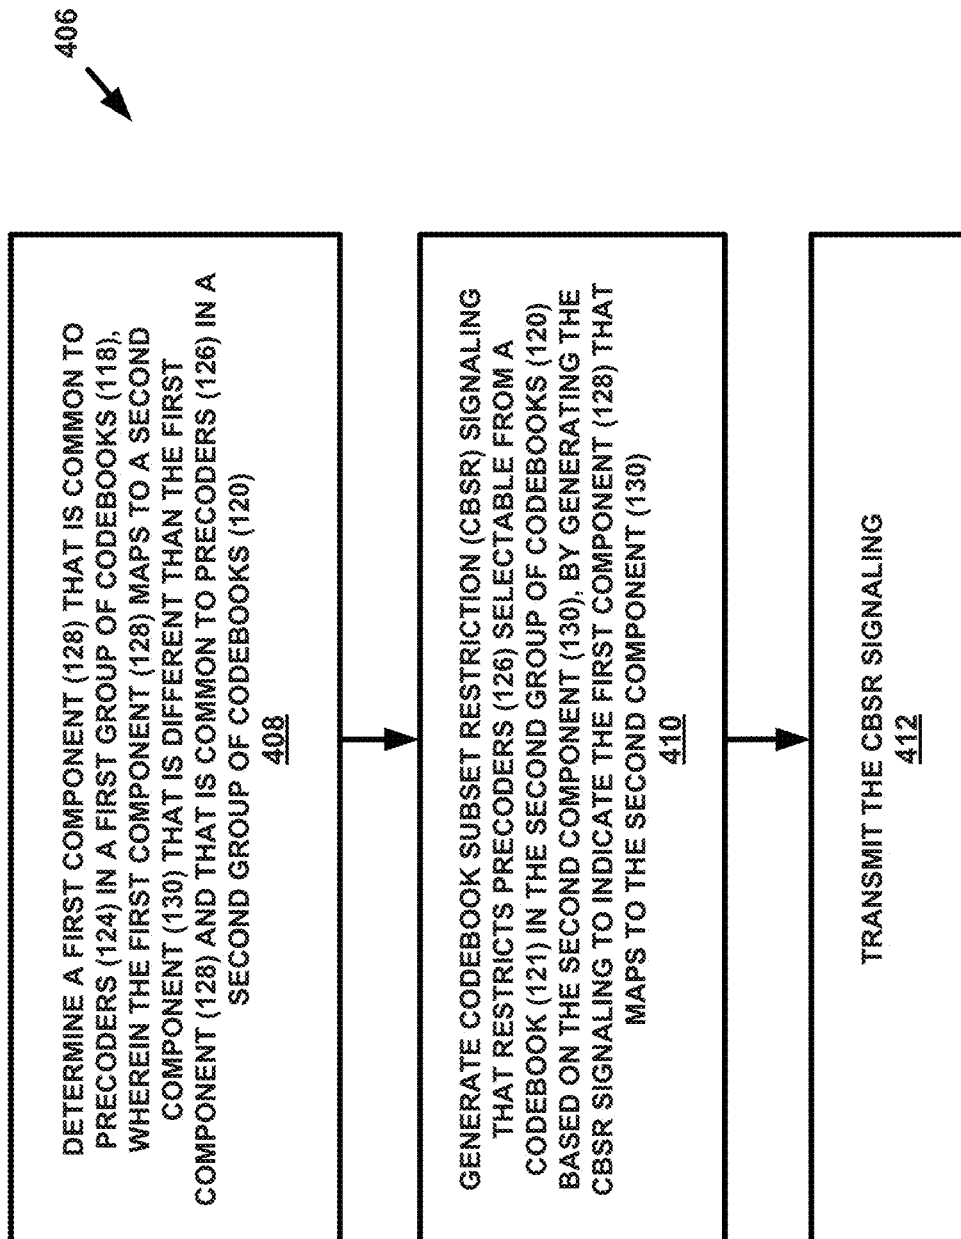 406
DETERMINE A FIRST COMPONENT (128) THAT IS COMMON TO
PRECODERS (124) IN A FIRST GROUP OF CODEBOOKS (118),
WHEREIN THE FIRST COMPONENT (128) MAPS TO A SECOND
COMPONENT (130) THAT IS DIFFERENT THAN THE FIRST
COMPONENT (128) AND THAT IS COMMON TO PRECODERS (126) IN A
SECOND GROUP OF CODEBOOKS (120)
408
GENERATE CODEBOOK SUBSET RESTRICTION (CBSR) SIGNALING
THAT RESTRICTS PRECODERS (126) SELECTABLE FROM A
CODEBOOK (121) IN THE SECOND GROUP OF CODEBOOKS (120)
BASED ON THE SECOND COMPONENT (130), BY GENERATING THE
CBSR SIGNALING TO INDICATE THE FIRST COMPONENT (128) THAT
MAPS TO THE SECOND COMPONENT (130)
410
TRANSMIT THE CBSR SIGNALING
412